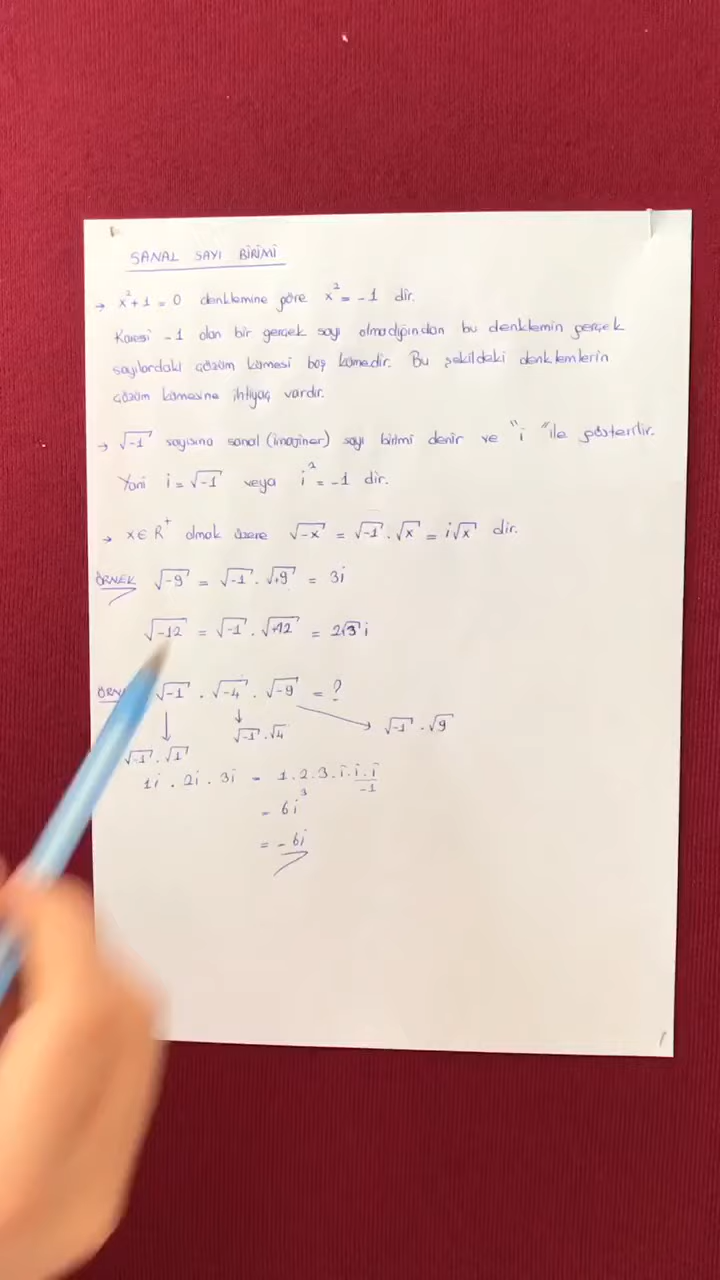 SANAL SAYI BİRİMİ
→ x²+1 = 0 denklemine göre x² = -1 dir.
Karesi -1 olan bir gerçek sayı olmadığından bu denklemin gerçek
sayılardaki çözüm kümesi boş kümedir. Bu şekildeki denklemlerin
çözüm kümesine ihtiyaç vardır.
→ √-1 sayısına sanal (imajiner) sayı birimi denir ve "i" ile gösterilir.
Yani i = √-1 veya i² = -1 dir.
→ x ∈ R⁺ olmak üzere √-x = √-1 . √x = i√x dir.
ÖRNEK √-9 = √-1 . √+9 = 3i
√-12 = √-1 . √+12 = 2√3 i
√-1 . √-4 . √-9 = ?
√-1 . √1 √-1 . √4 √-1 . √9
1i . 2i . 3i = 1.2.3.i.i.i
-1
= 6i³
= -6i